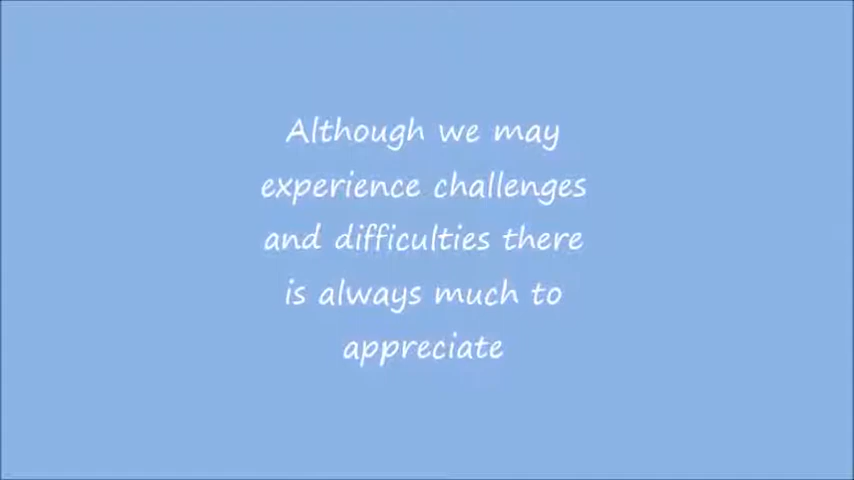 Although we may
experience challenges
and difficulties there
is always much to
appreciate